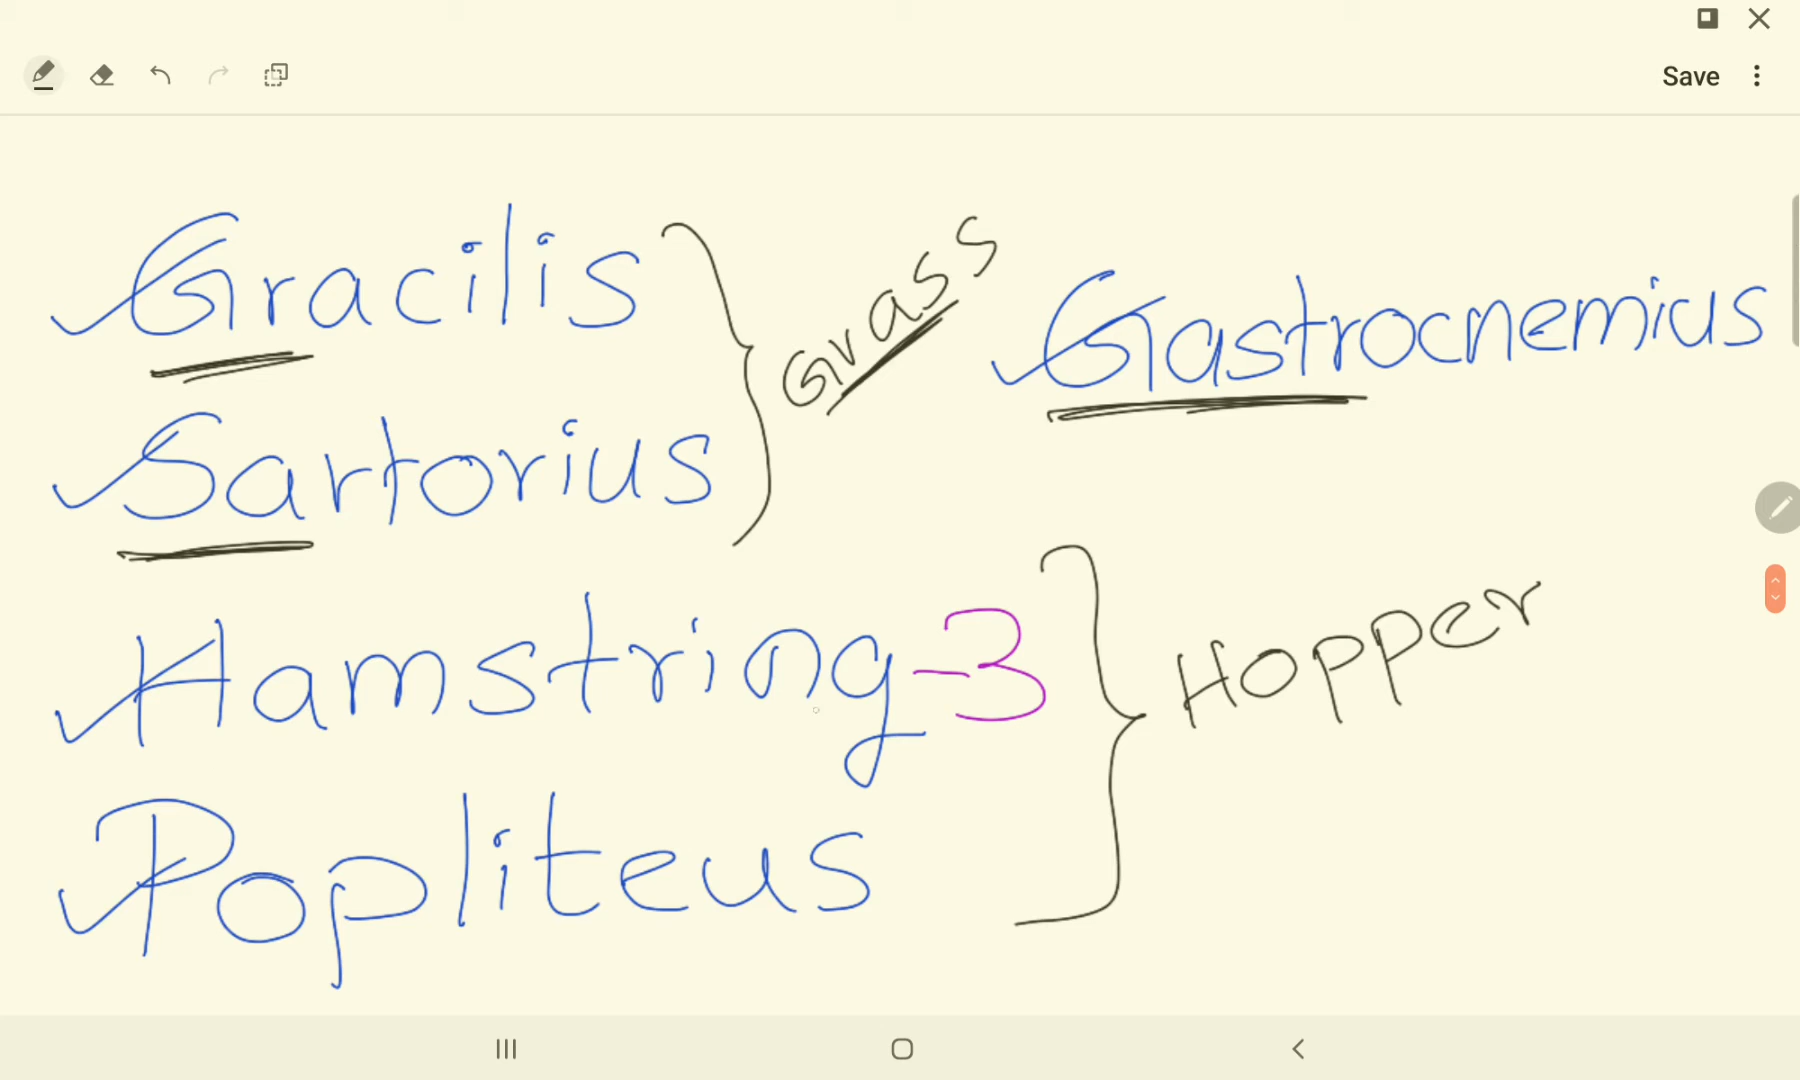 Save
Gracilis
Grass
Gastrocnemius
Sartorius
Hamstring-3
Hopper
Popliteus